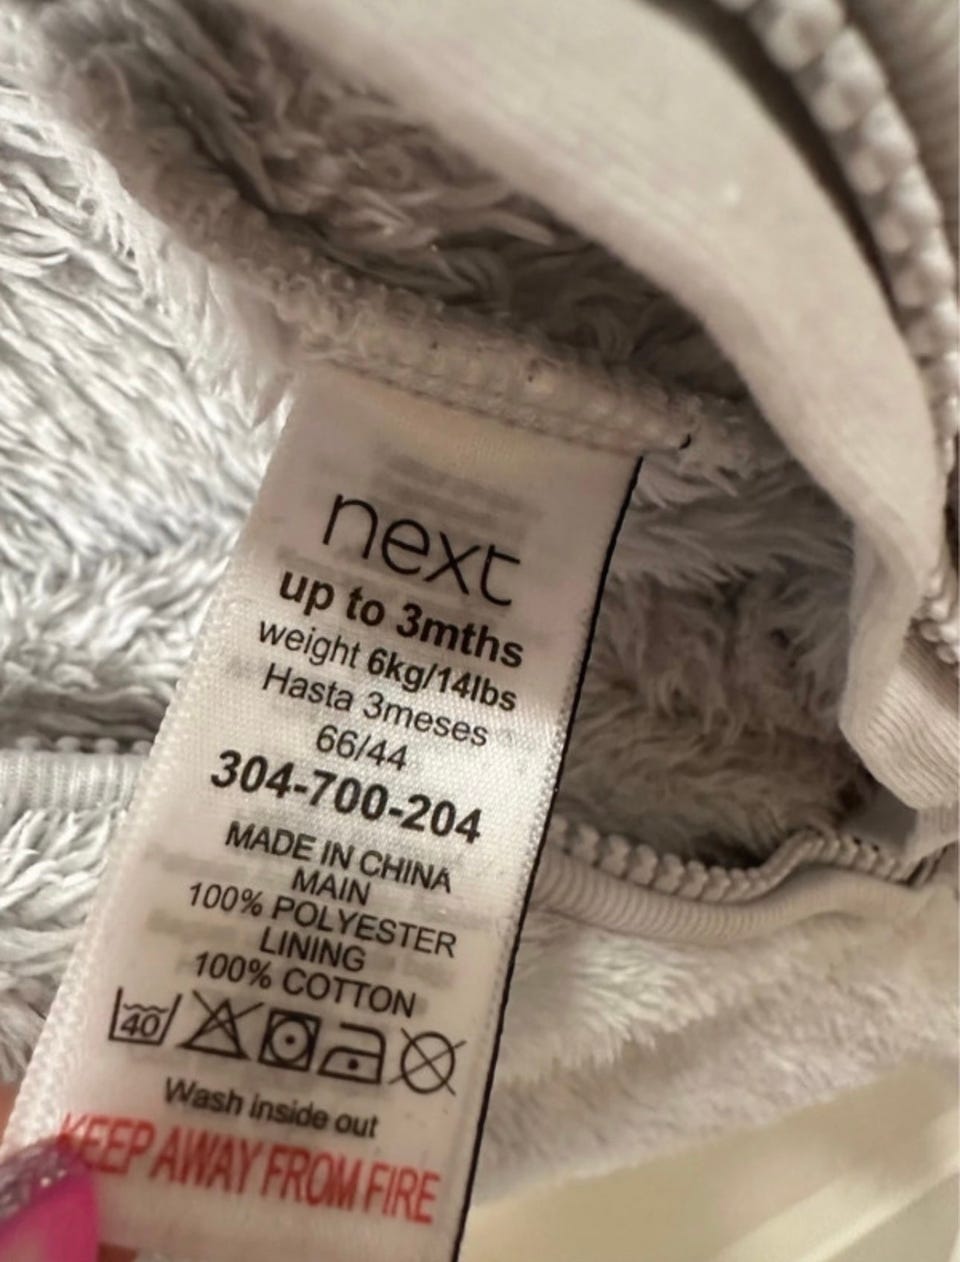 next
up to 3mths
weight 6kg/14lbs
Hasta 3meses
66/44
304-700-204
MADE IN CHINA
MAIN
100% POLYESTER
LINING
100% COTTON
40
Wash inside out
KEEP AWAY FROM FIRE